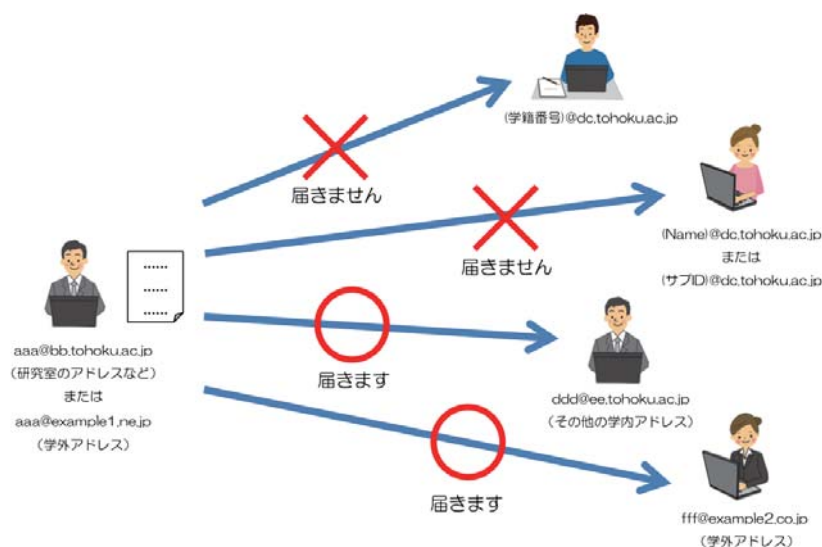 (学籍番号)@dc.tohoku.ac.jp
届きません
(Name)@dc.tohoku.ac.jp
または
(サブID)@dc.tohoku.ac.jp
届きません
aaa@bb.tohoku.ac.jp
（研究室のアドレスなど）
または
aaa@example1.ne.jp
（学外アドレス）
届きます
ddd@ee.tohoku.ac.jp
（その他の学内アドレス）
届きます
fff@example2.co.jp
（学外アドレス）